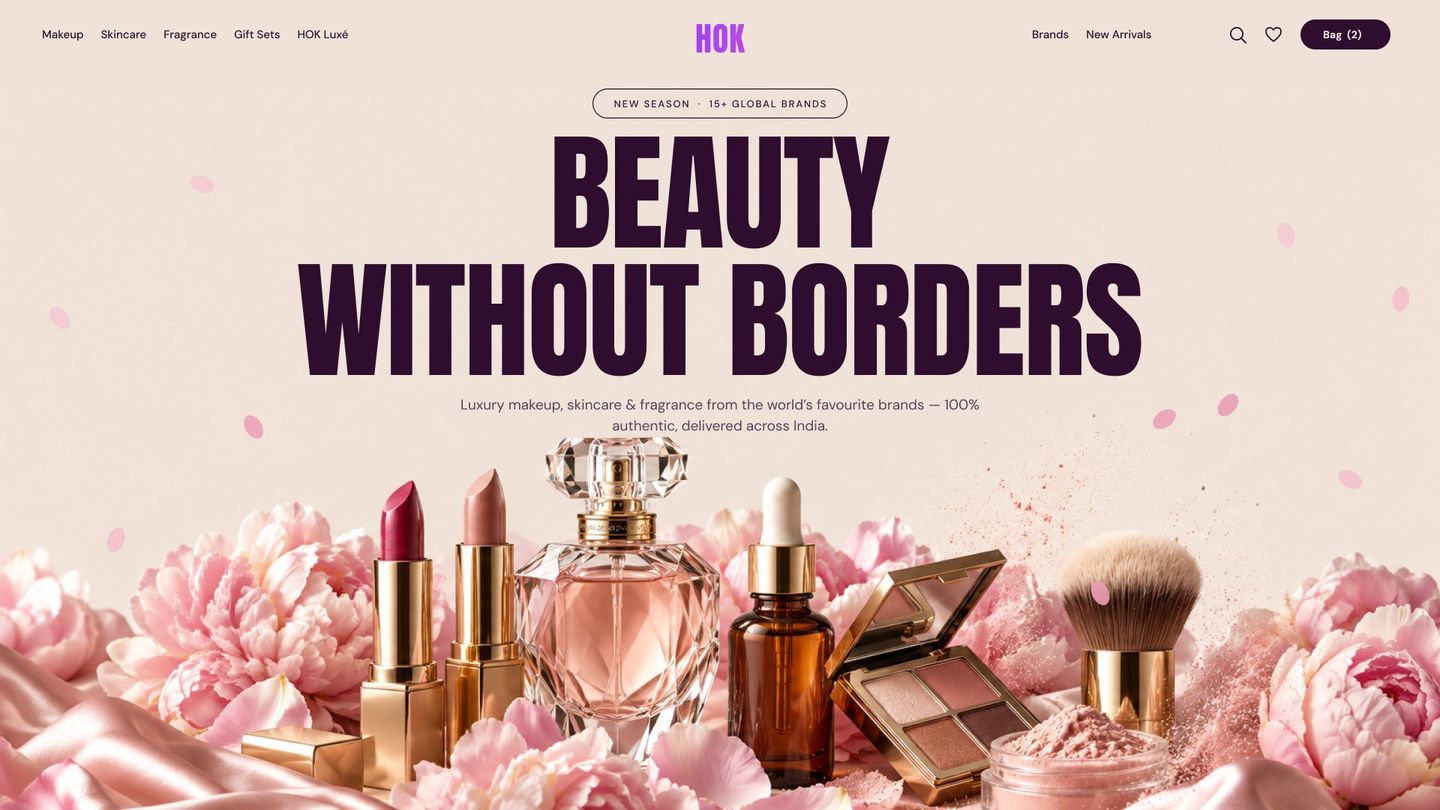 Makeup Skincare Fragrance Gift Sets HOK Luxé
HOK
Brands New Arrivals
Bag (2)
NEW SEASON · 15+ GLOBAL BRANDS
BEAUTY
WITHOUT BORDERS
Luxury makeup, skincare & fragrance from the world’s favourite brands — 100%
authentic, delivered across India.